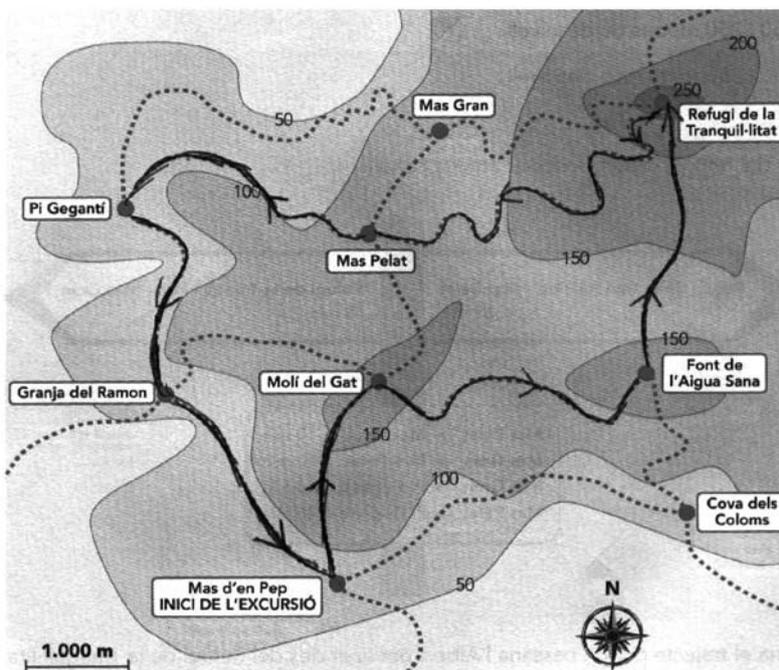 200
250
Mas Gran
Refugi de la
Tranquil·litat
50
100
Pi Gegantí
Mas Pelat
150
150
Granja del Ramon
Molí del Gat
Font de
l'Aigua Sana
150
100
Cova dels
Coloms
50
Mas d'en Pep
INICI DE L'EXCURSIÓ
N
1.000 m